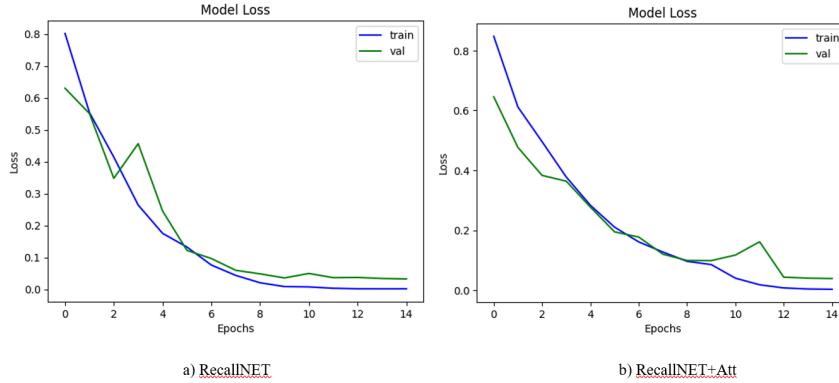 Model Loss
train
val
0.8
0.7
0.6
0.5
0.4
0.3
0.2
0.1
0.0
Loss
0 2 4 6 8 10 12 14
Epochs
a) RecallNET
Model Loss
train
val
0.8
0.6
0.4
0.2
0.0
Loss
0 2 4 6 8 10 12 14
Epochs
b) RecallNET+Att